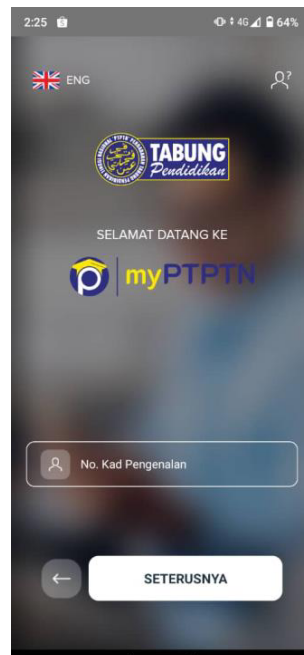 2:25 4G 64%
ENG
TABUNG
Pendidikan
SELAMAT DATANG KE
myPTPTN
No. Kad Pengenalan
SETERUSNYA